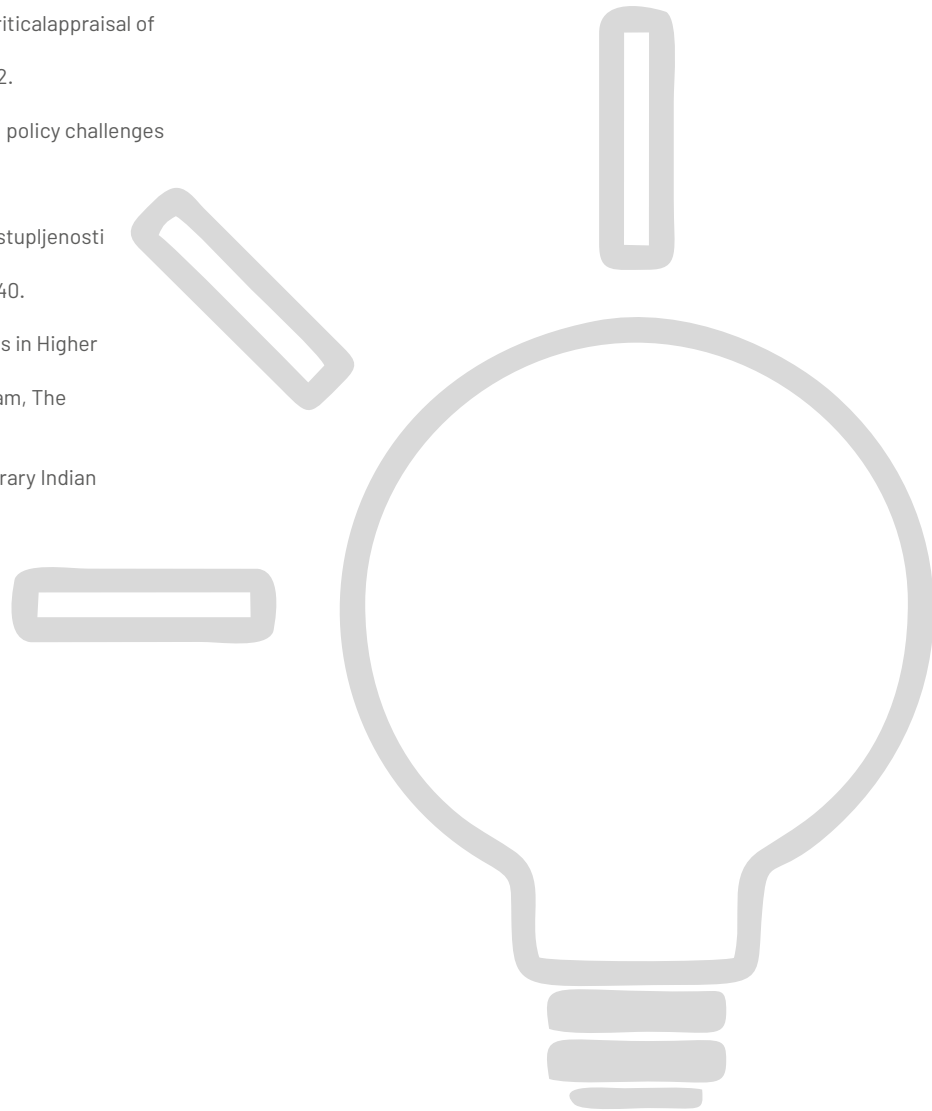 riticalappraisal of
2.
policy challenges
stupljenosti
40.
s in Higher
am, The
rary Indian